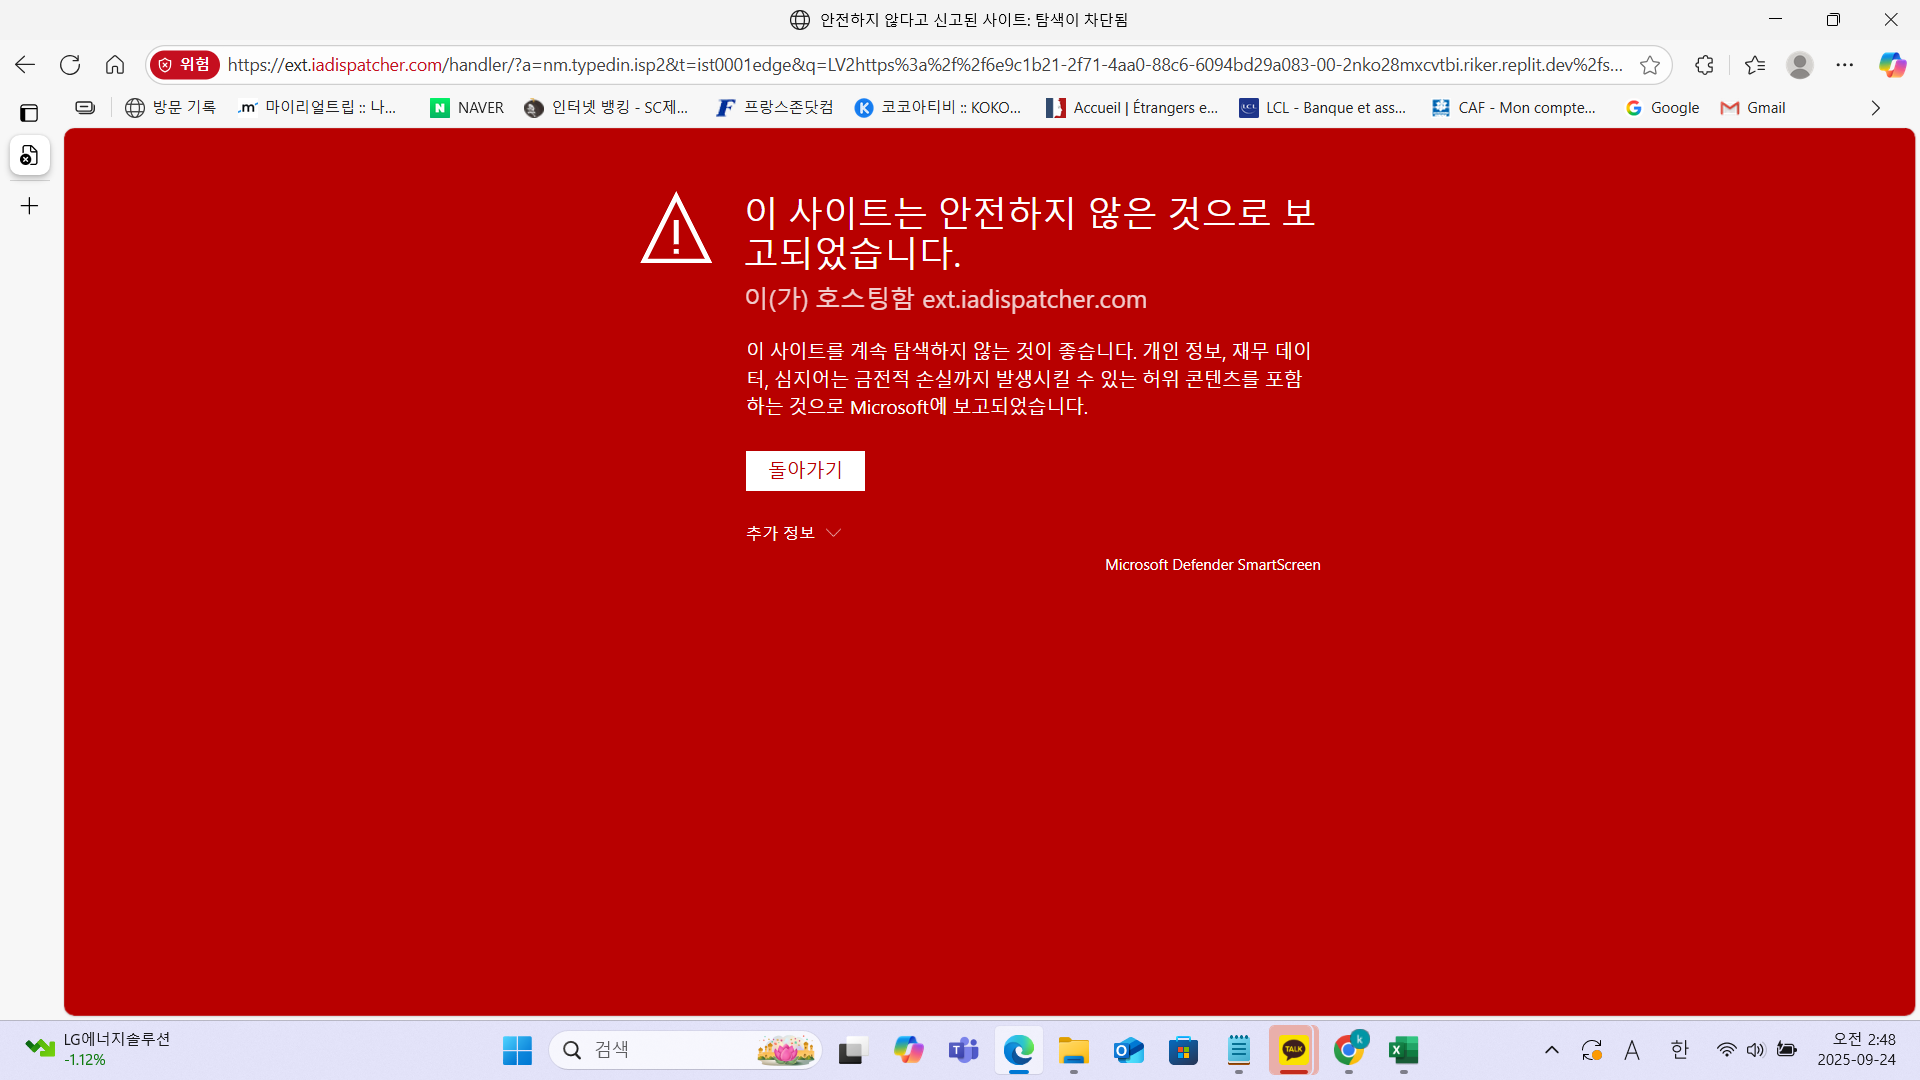 안전하지 않다고 신고된 사이트: 탐색이 차단됨
위험 https://ext.iadispatcher.com/handler/?a=nm.typedin.isp2&t=ist0001edge&q=LV2https%3a%2f%2f6e9c1b21-2f71-4aa0-88c6-6094bd29a083-00-2nko28mxcvtbi.riker.replit.dev%2fs...
방문 기록 .m 마이리얼트립 :: 나... N NAVER 인터넷 뱅킹 - SC제... F 프랑스존닷컴 K 코코아티비 :: KOKO... Accueil | Étrangers e... LCL LCL - Banque et ass... CAF - Mon compte... Google Gmail
이 사이트는 안전하지 않은 것으로 보
고되었습니다.
이(가) 호스팅함 ext.iadispatcher.com
이 사이트를 계속 탐색하지 않는 것이 좋습니다. 개인 정보, 재무 데이
터, 심지어는 금전적 손실까지 발생시킬 수 있는 허위 콘텐츠를 포함
하는 것으로 Microsoft에 보고되었습니다.
돌아가기
추가 정보
Microsoft Defender SmartScreen
LG에너지솔루션
-1.12%
검색
TALK
k
A 한
오전 2:48
2025-09-24